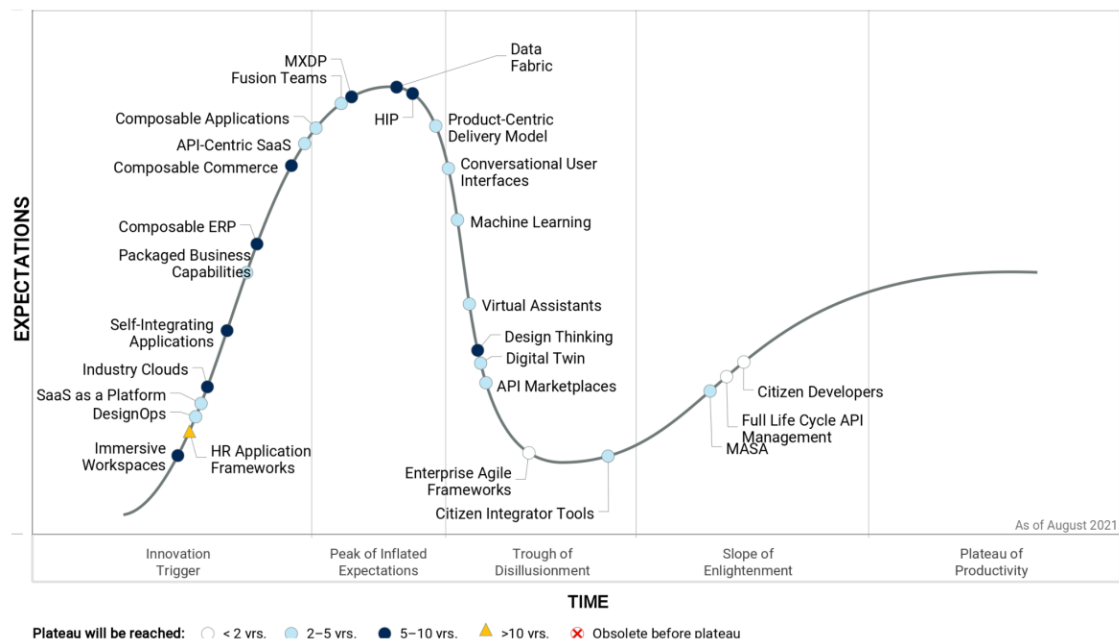 Data
Fabric
MXDP
Fusion Teams
HIP
Composable Applications
Product-Centric
Delivery Model
API-Centric SaaS
Composable Commerce
Conversational User
Interfaces
Machine Learning
Composable ERP
Packaged Business
Capabilities
Virtual Assistants
Self-Integrating
Applications
Design Thinking
Digital Twin
API Marketplaces
Industry Clouds
SaaS as a Platform
DesignOps
Immersive
Workspaces
HR Application
Frameworks
Enterprise Agile
Frameworks
Citizen Integrator Tools
Citizen Developers
Full Life Cycle API
Management
MASA
EXPECTATIONS
As of August 2021
Innovation
Trigger
Peak of Inflated
Expectations
Trough of
Disillusionment
Slope of
Enlightenment
Plateau of
Productivity
TIME
Plateau will be reached: < 2 yrs. 2–5 yrs. 5–10 yrs. >10 yrs. Obsolete before plateau